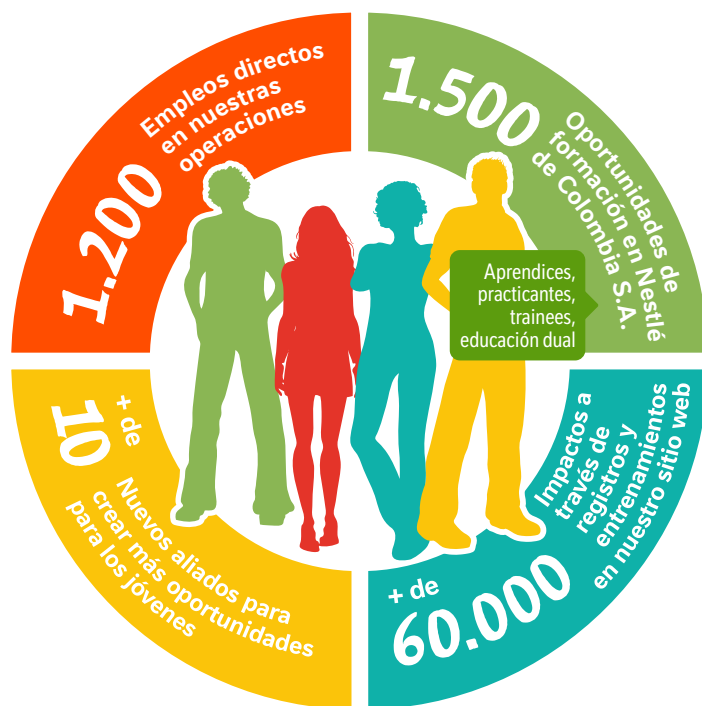 1.200
Empleos directos
en nuestras
operaciones
1.500
Oportunidades de
formación en Nestlé
de Colombia S.A.
Aprendices,
practicantes,
trainees,
educación dual
+ de
10
Nuevos aliados para
crear más oportunidades
para los jóvenes
+ de
60.000
Impactos a
través de
registros y
entrenamientos
en nuestro sitio web